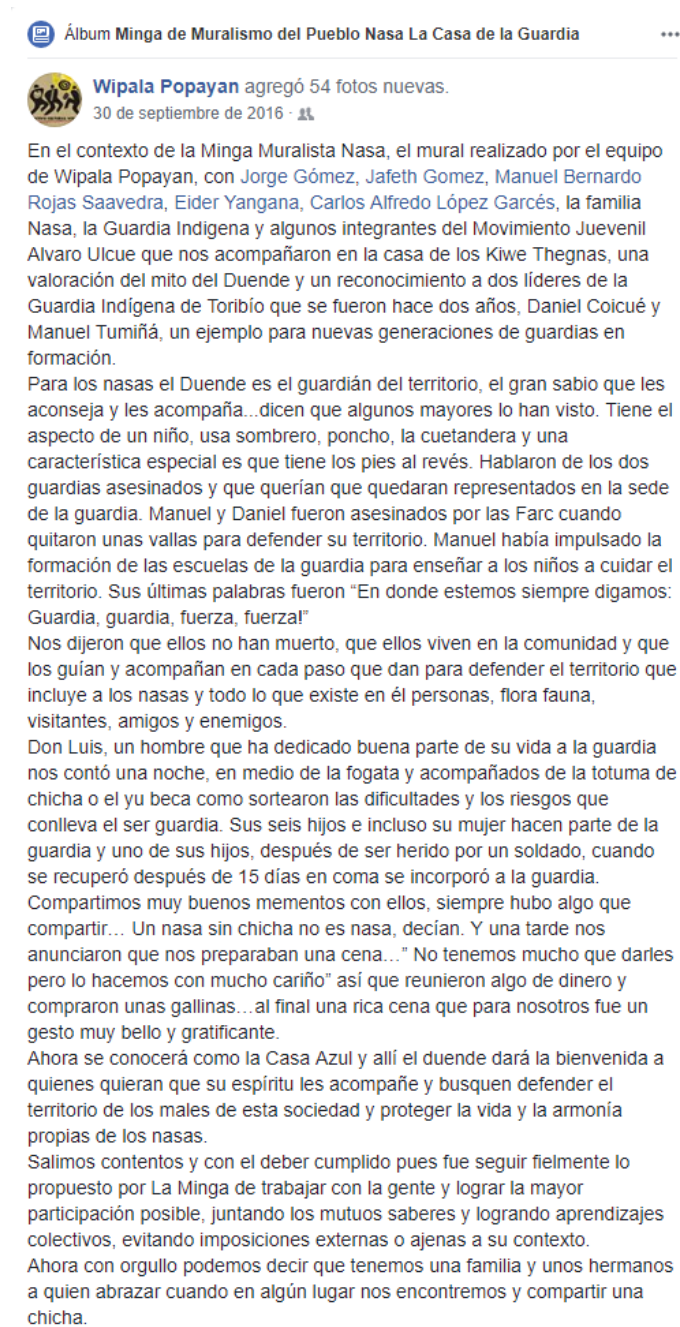 Álbum Minga de Muralismo del Pueblo Nasa La Casa de la Guardia
Wipala Popayan agregó 54 fotos nuevas.
30 de septiembre de 2016 ·
En el contexto de la Minga Muralista Nasa, el mural realizado por el equipo
de Wipala Popayan, con Jorge Gómez, Jafeth Gomez, Manuel Bernardo
Rojas Saavedra, Eider Yangana, Carlos Alfredo López Garcés, la familia
Nasa, la Guardia Indigena y algunos integrantes del Movimiento Juevenil
Alvaro Ulcue que nos acompañaron en la casa de los Kiwe Thegnas, una
valoración del mito del Duende y un reconocimiento a dos líderes de la
Guardia Indígena de Toribío que se fueron hace dos años, Daniel Coicué y
Manuel Tumiñá, un ejemplo para nuevas generaciones de guardias en
formación.
Para los nasas el Duende es el guardián del territorio, el gran sabio que les
aconseja y les acompaña...dicen que algunos mayores lo han visto. Tiene el
aspecto de un niño, usa sombrero, poncho, la cuetandera y una
característica especial es que tiene los pies al revés. Hablaron de los dos
guardias asesinados y que querían que quedaran representados en la sede
de la guardia. Manuel y Daniel fueron asesinados por las Farc cuando
quitaron unas vallas para defender su territorio. Manuel había impulsado la
formación de las escuelas de la guardia para enseñar a los niños a cuidar el
territorio. Sus últimas palabras fueron “En donde estemos siempre digamos:
Guardia, guardia, fuerza, fuerza!”
Nos dijeron que ellos no han muerto, que ellos viven en la comunidad y que
los guían y acompañan en cada paso que dan para defender el territorio que
incluye a los nasas y todo lo que existe en él personas, flora fauna,
visitantes, amigos y enemigos.
Don Luis, un hombre que ha dedicado buena parte de su vida a la guardia
nos contó una noche, en medio de la fogata y acompañados de la totuma de
chicha o el yu beca como sortearon las dificultades y los riesgos que
conlleva el ser guardia. Sus seis hijos e incluso su mujer hacen parte de la
guardia y uno de sus hijos, después de ser herido por un soldado, cuando
se recuperó después de 15 días en coma se incorporó a la guardia.
Compartimos muy buenos mementos con ellos, siempre hubo algo que
compartir… Un nasa sin chicha no es nasa, decían. Y una tarde nos
anunciaron que nos preparaban una cena…” No tenemos mucho que darles
pero lo hacemos con mucho cariño” así que reunieron algo de dinero y
compraron unas gallinas…al final una rica cena que para nosotros fue un
gesto muy bello y gratificante.
Ahora se conocerá como la Casa Azul y allí el duende dará la bienvenida a
quienes quieran que su espíritu les acompañe y busquen defender el
territorio de los males de esta sociedad y proteger la vida y la armonía
propias de los nasas.
Salimos contentos y con el deber cumplido pues fue seguir fielmente lo
propuesto por La Minga de trabajar con la gente y lograr la mayor
participación posible, juntando los mutuos saberes y logrando aprendizajes
colectivos, evitando imposiciones externas o ajenas a su contexto.
Ahora con orgullo podemos decir que tenemos una familia y unos hermanos
a quien abrazar cuando en algún lugar nos encontremos y compartir una
chicha.